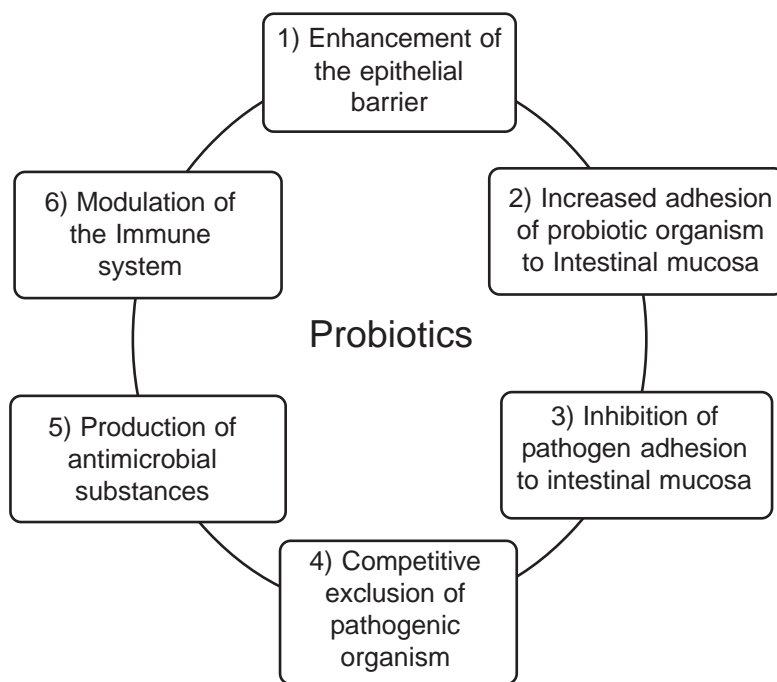 1) Enhancement of
the epithelial
barrier
2) Increased adhesion
of probiotic organism
to Intestinal mucosa
3) Inhibition of
pathogen adhesion
to intestinal mucosa
4) Competitive
exclusion of
pathogenic
organism
5) Production of
antimicrobial
substances
6) Modulation of
the Immune
system
Probiotics